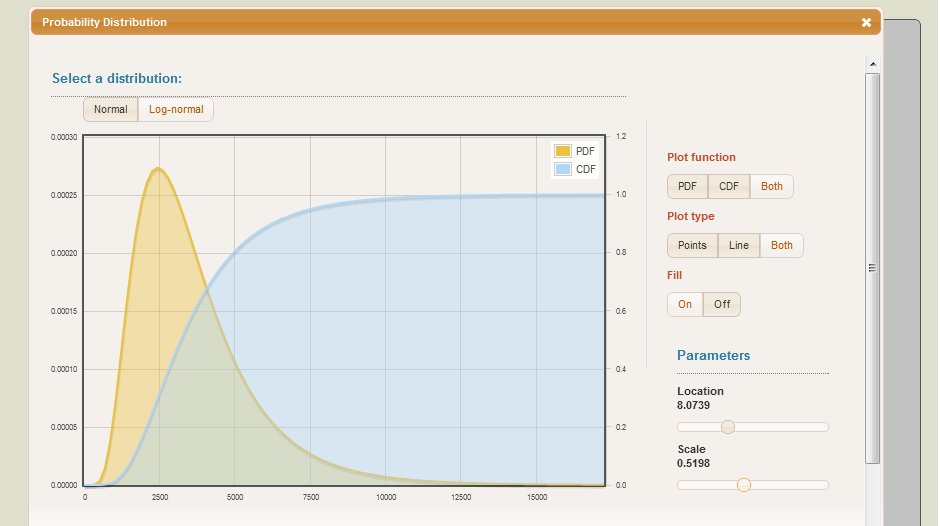 Probability Distribution
Select a distribution:
Normal Log-normal
0.00030
0.00025
0.00020
0.00015
0.00010
0.00005
0.00000
1.2
1.0
0.8
0.6
0.4
0.2
0.0
PDF
CDF
0 2500 5000 7500 10000 12500 15000
Plot function
PDF CDF Both
Plot type
Points Line Both
Fill
On Off
Parameters
Location
8.0739
Scale
0.5198